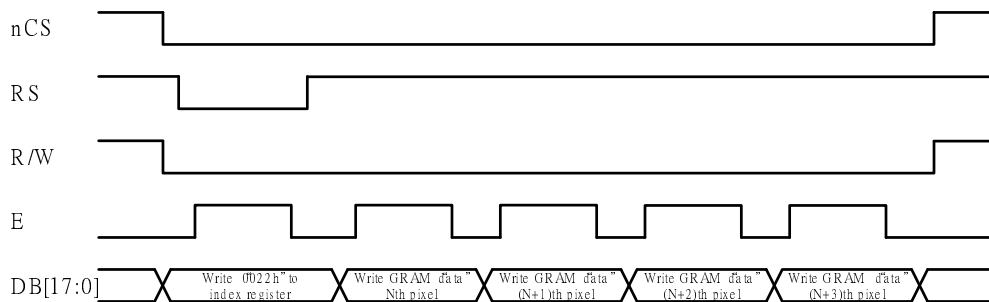 nCS
RS
R/W
E
DB[17:0]
Write "0022h" to
index register
Write GRAM data"
Nth pixel
Write GRAM data"
(N+1)th pixel
Write GRAM data"
(N+2)th pixel
Write GRAM data"
(N+3)th pixel